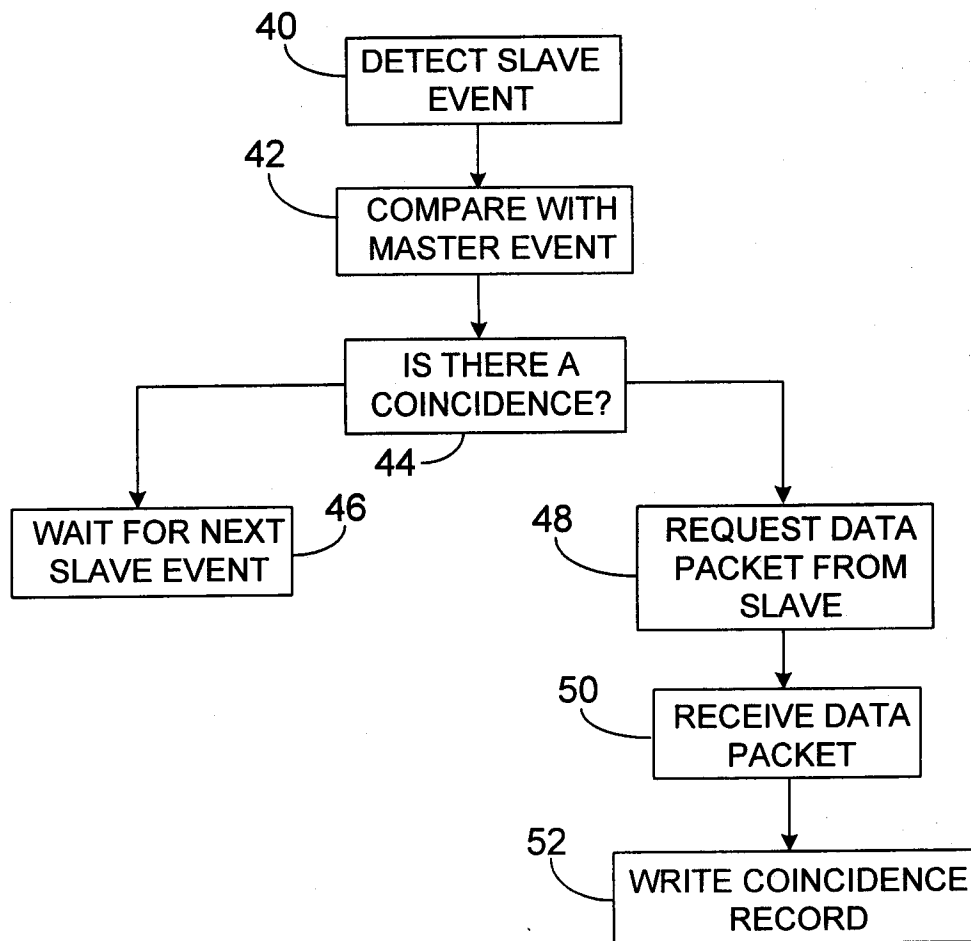 40
DETECT SLAVE
EVENT
42
COMPARE WITH
MASTER EVENT
IS THERE A
COINCIDENCE?
44
46
WAIT FOR NEXT
SLAVE EVENT
48
REQUEST DATA
PACKET FROM
SLAVE
50
RECEIVE DATA
PACKET
52
WRITE COINCIDENCE
RECORD